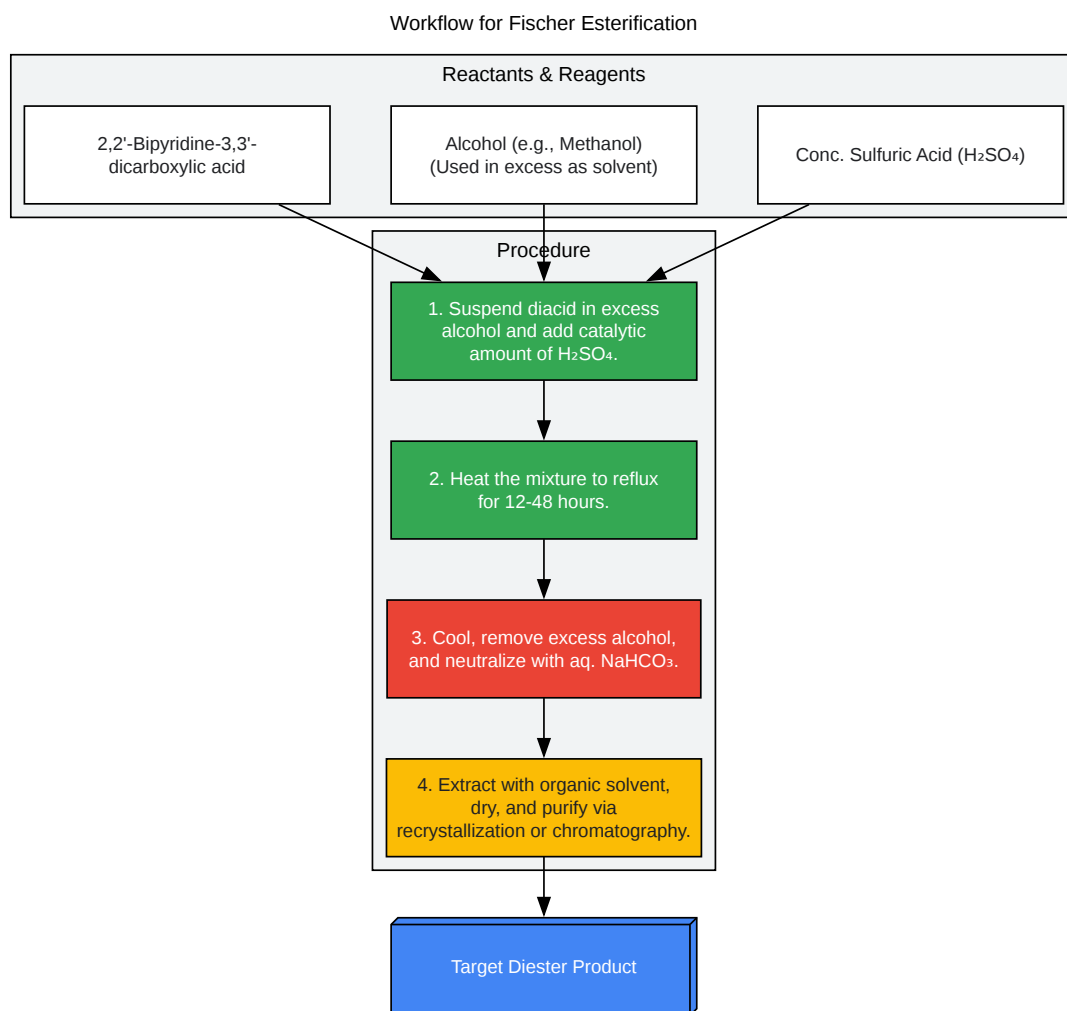 Workflow for Fischer Esterification
Reactants & Reagents
2,2'-Bipyridine-3,3'-
dicarboxylic acid
Alcohol (e.g., Methanol)
(Used in excess as solvent)
Conc. Sulfuric Acid (H₂SO₄)
Procedure
1. Suspend diacid in excess
alcohol and add catalytic
amount of H₂SO₄.
2. Heat the mixture to reflux
for 12-48 hours.
3. Cool, remove excess alcohol,
and neutralize with aq. NaHCO₃.
4. Extract with organic solvent,
dry, and purify via
recrystallization or chromatography.
Target Diester Product